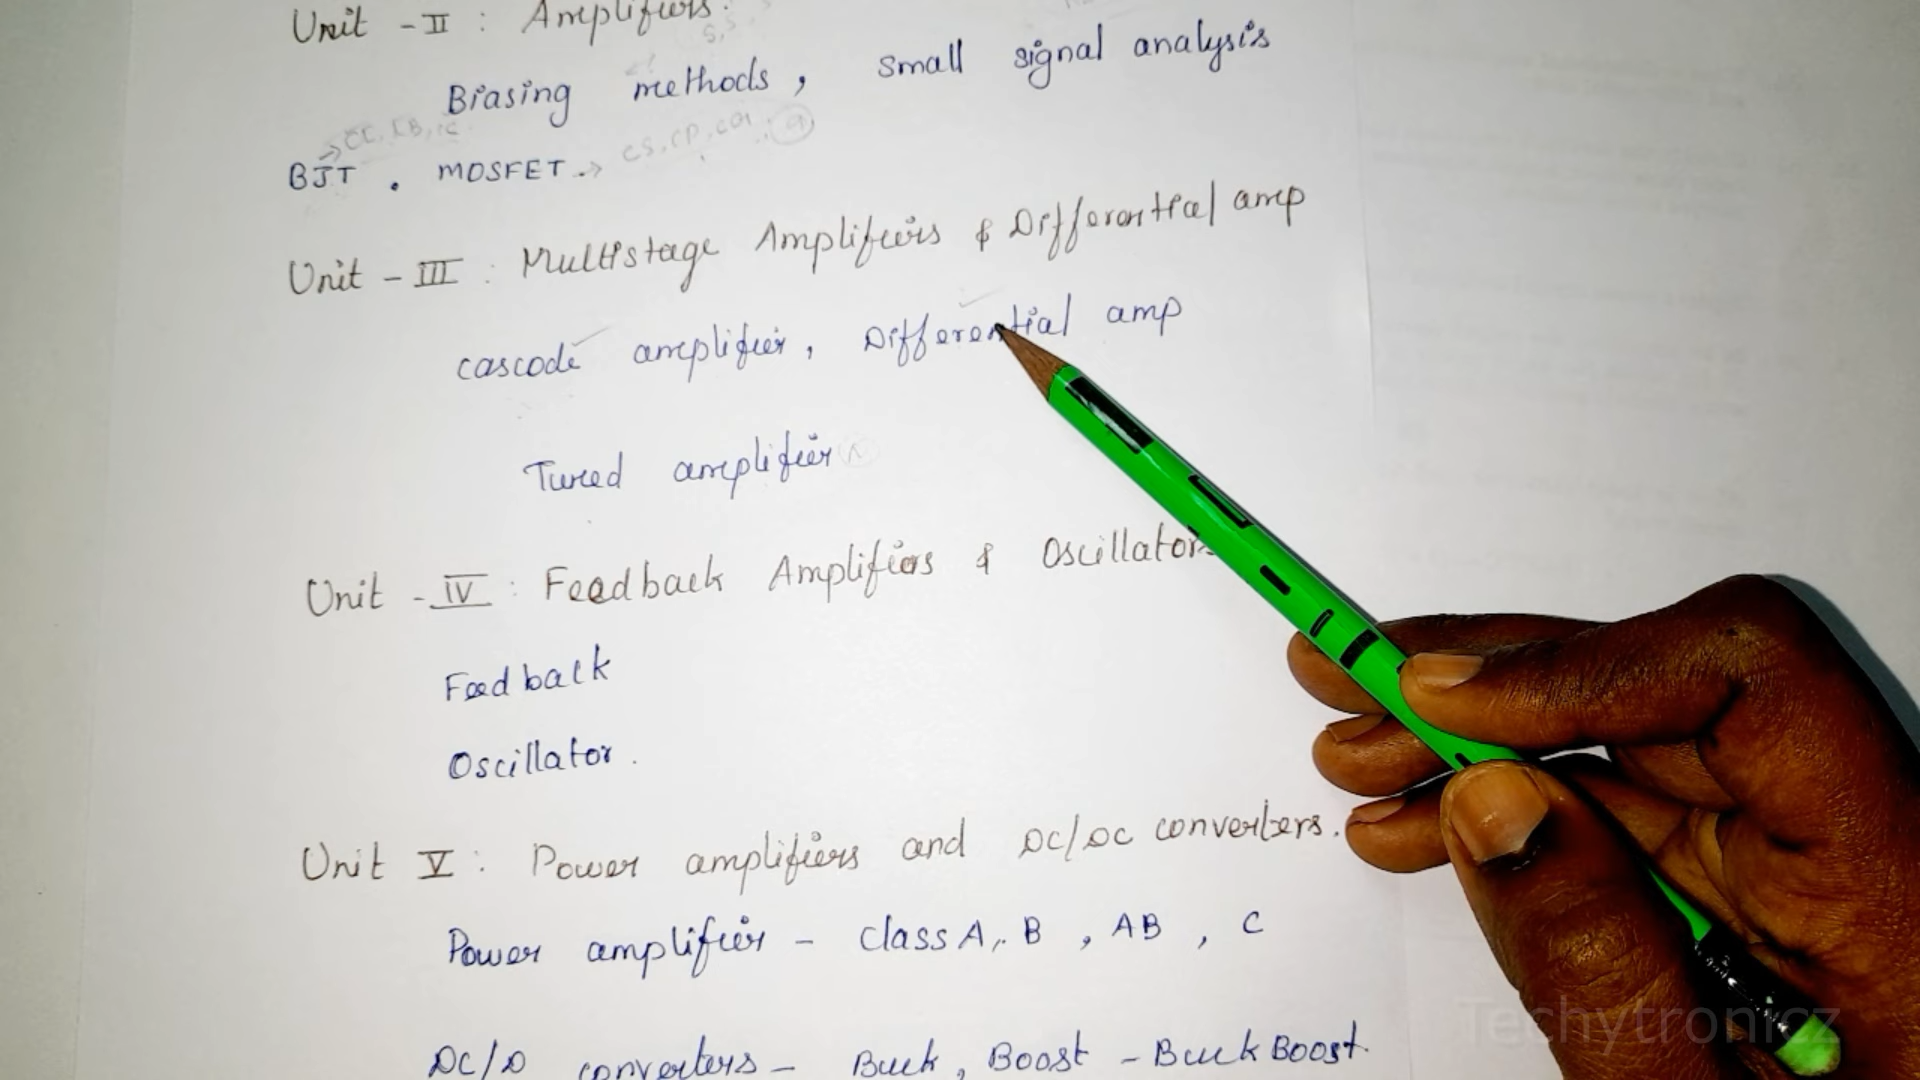 Unit - II : Amplifiers.
Biasing methods, small signal analysis
BJT . MOSFET →
Unit - III : Multistage Amplifiers & Differential amp
cascode amplifier, Differential amp
Tuned amplifier
Unit - IV : Feedback Amplifiers & Oscillators
Feedback
Oscillator.
Unit V : Power amplifiers and DC/DC converters.
Power amplifier - class A, B, AB, C
DC/D converters - Buck, Boost - Buck Boost.
Techytronicz